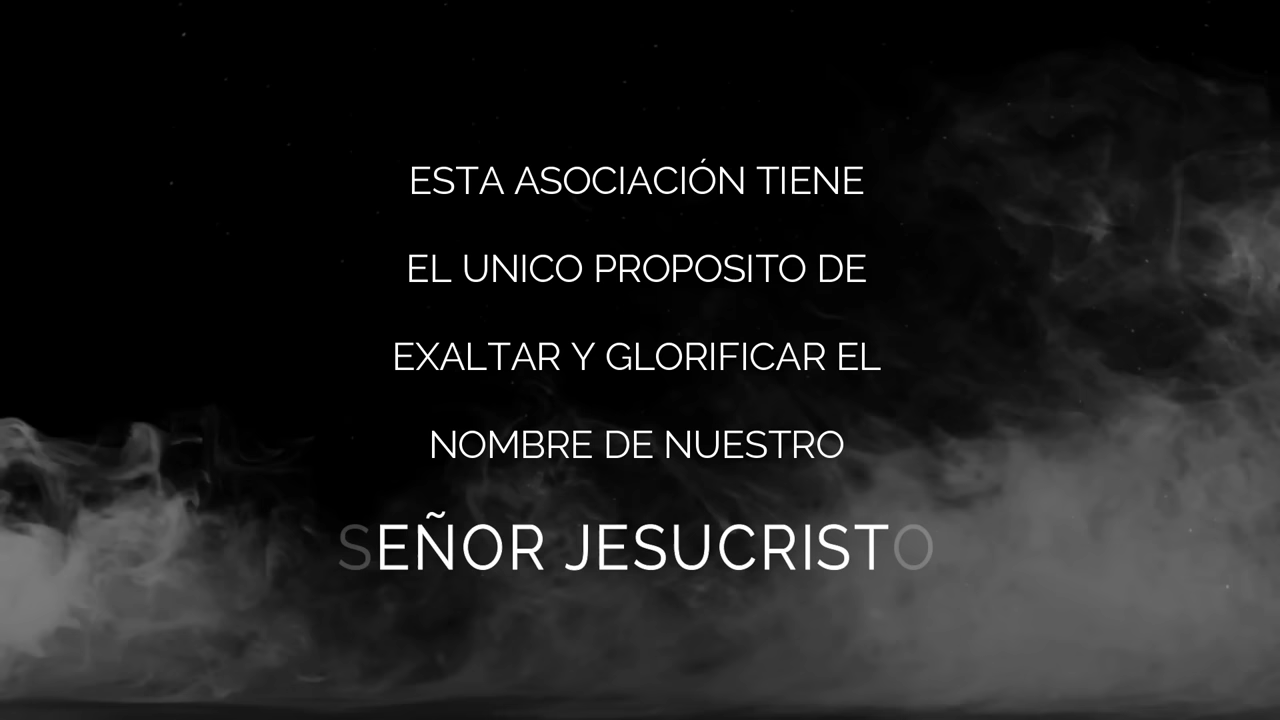 ESTA ASOCIACIÓN TIENE
EL UNICO PROPOSITO DE
EXALTAR Y GLORIFICAR EL
NOMBRE DE NUESTRO
SEÑOR JESUCRISTO